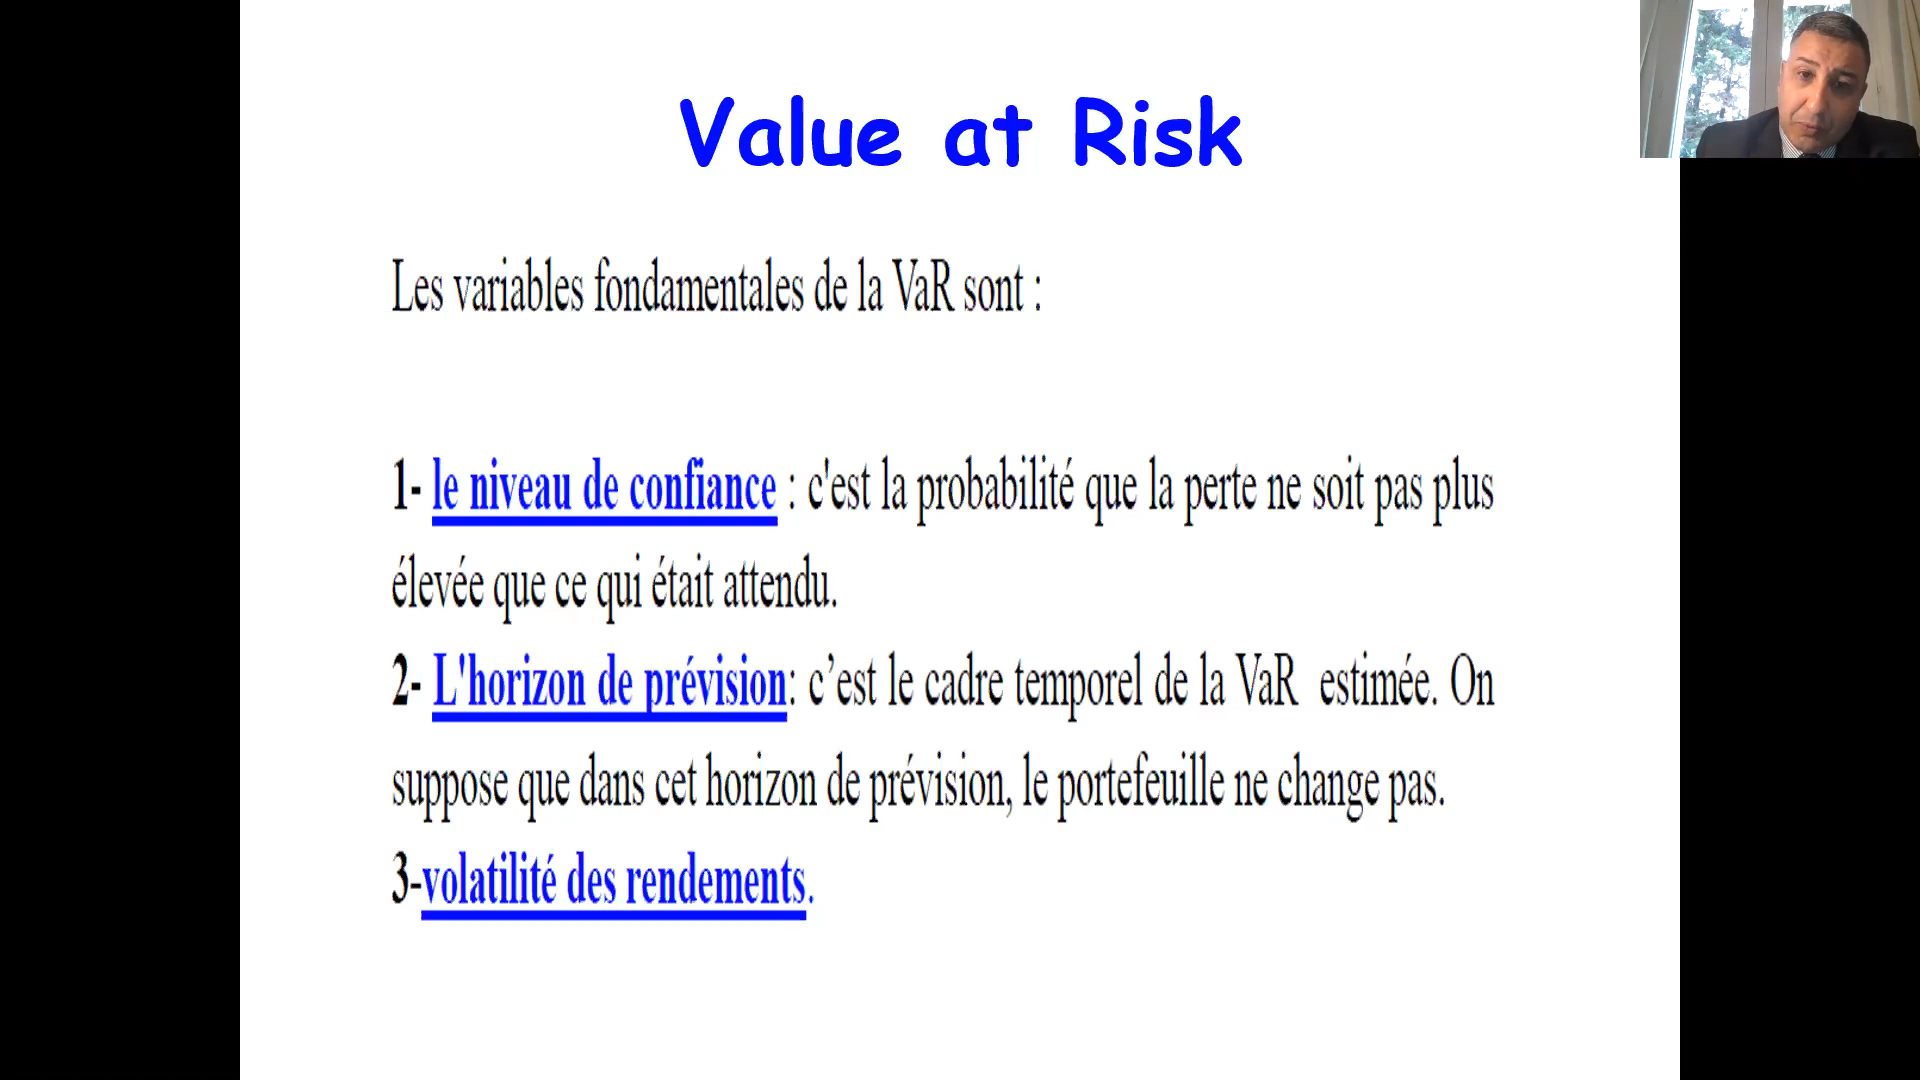 Value at Risk
Les variables fondamentales de la VaR sont :
1- le niveau de confiance : c'est la probabilité que la perte ne soit pas plus
élevée que ce qui était attendu.
2- L'horizon de prévision: c’est le cadre temporel de la VaR estimée. On
suppose que dans cet horizon de prévision, le portefeuille ne change pas.
3-volatilité des rendements.